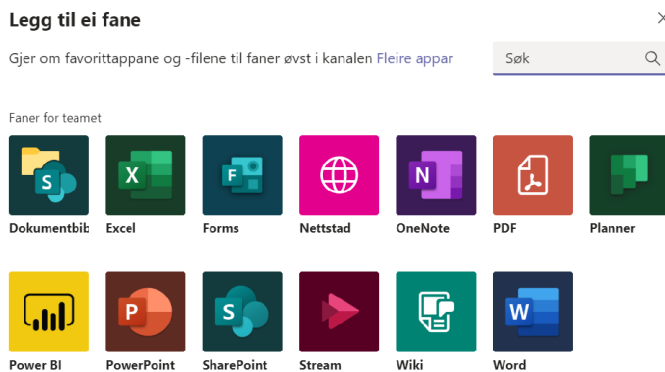 Legg til ei fane
Gjer om favorittappane og -filene til faner øvst i kanalen Fleire appar
Søk
Faner for teamet
S X F N
Dokumentbib Excel Forms Nettstad OneNote PDF Planner
P S W
Power BI PowerPoint SharePoint Stream Wiki Word